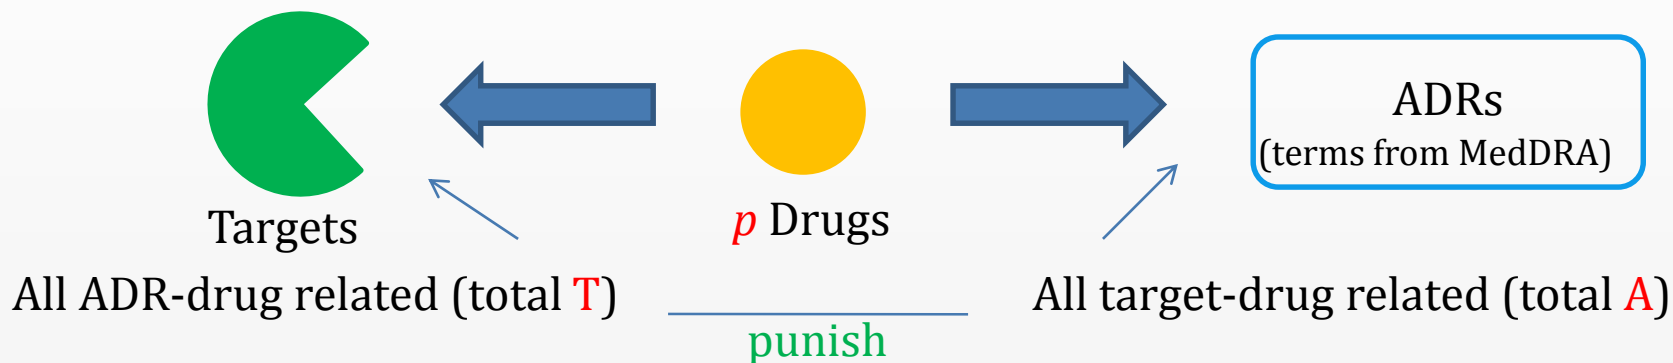 ADRs
(terms from MedDRA)
Targets
p Drugs
All ADR-drug related (total T)
All target-drug related (total A)
punish